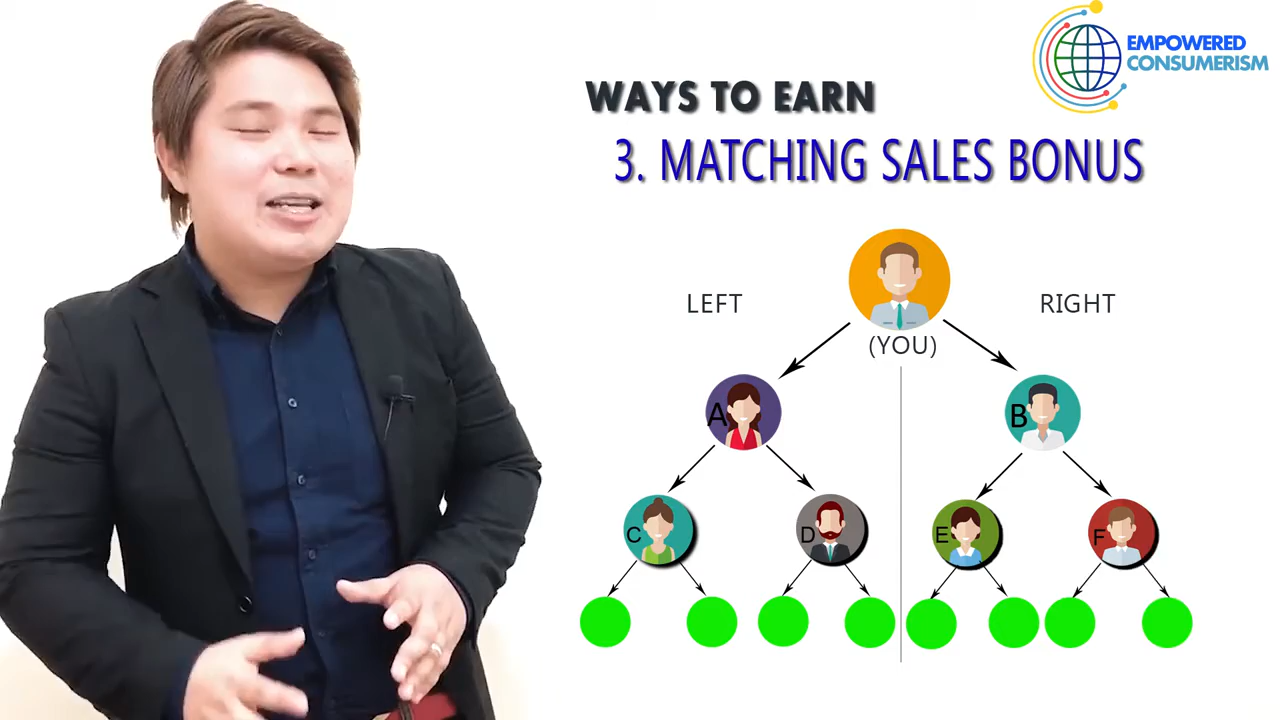 EMPOWERED
CONSUMERISM
WAYS TO EARN
3. MATCHING SALES BONUS
LEFT
RIGHT
(YOU)
A
B
C
D
E
F